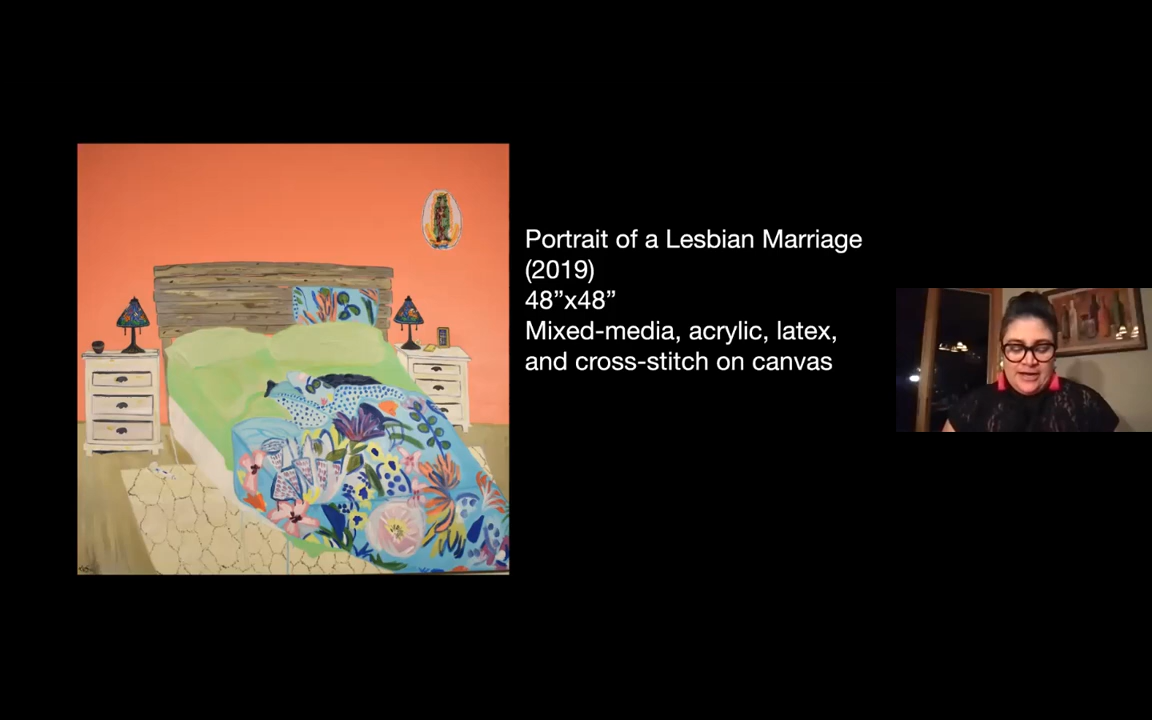 Portrait of a Lesbian Marriage
(2019)
48”x48”
Mixed-media, acrylic, latex,
and cross-stitch on canvas